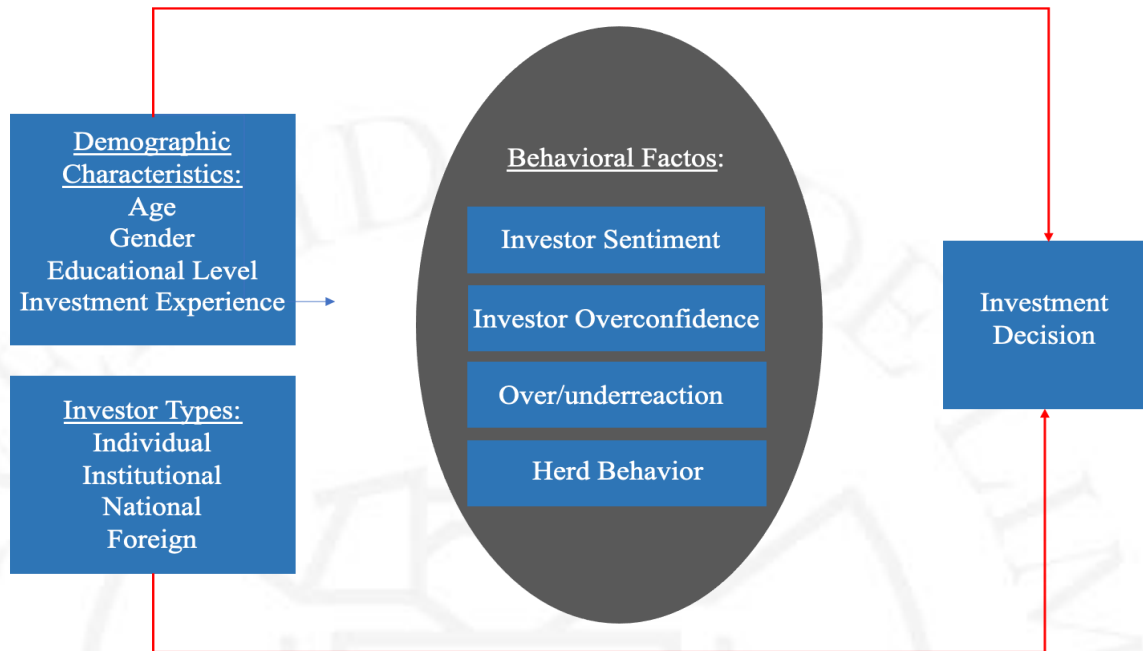 Demographic
Characteristics:
Age
Gender
Educational Level
Investment Experience
Investor Types:
Individual
Institutional
National
Foreign
Behavioral Factos:
Investor Sentiment
Investor Overconfidence
Over/underreaction
Herd Behavior
Investment
Decision